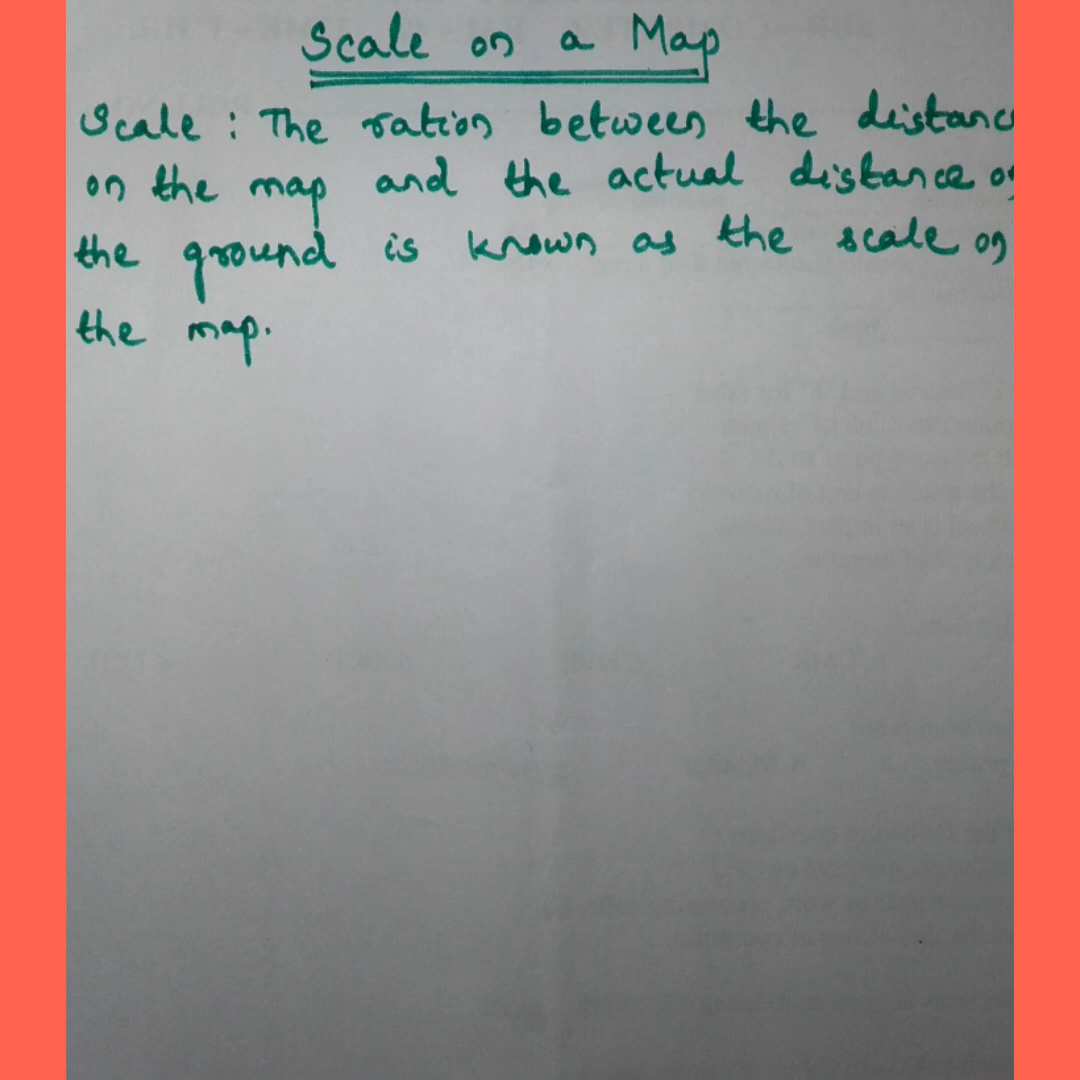 Scale on a Map
Scale : The ration between the distanc
on the map and the actual distance o
the ground is known as the scale on
the map.